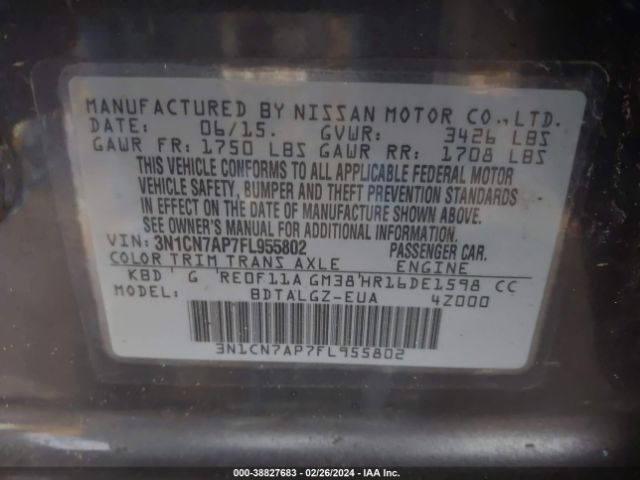 MANUFACTURED BY NISSAN MOTOR CO.,LTD.
DATE: 06/15. GVWR: 3426 LBS
GAWR FR: 1750 LBS GAWR RR: 1708 LBS
THIS VEHICLE CONFORMS TO ALL APPLICABLE FEDERAL MOTOR
VEHICLE SAFETY, BUMPER AND THEFT PREVENTION STANDARDS
IN EFFECT ON THE DATE OF MANUFACTURE SHOWN ABOVE.
SEE OWNER'S MANUAL FOR ADDITIONAL INFORMATION.
VIN: 3N1CN7AP7FL955802 PASSENGER CAR.
COLOR TRIM TRANS AXLE ENGINE
KBD G RE0F11A GM38 HR16DE1598 CC
MODEL BDTALGZ-EUA 4Z000
3N1CN7AP7FL955802
000-38827683 - 02/26/2024 - IAA Inc.